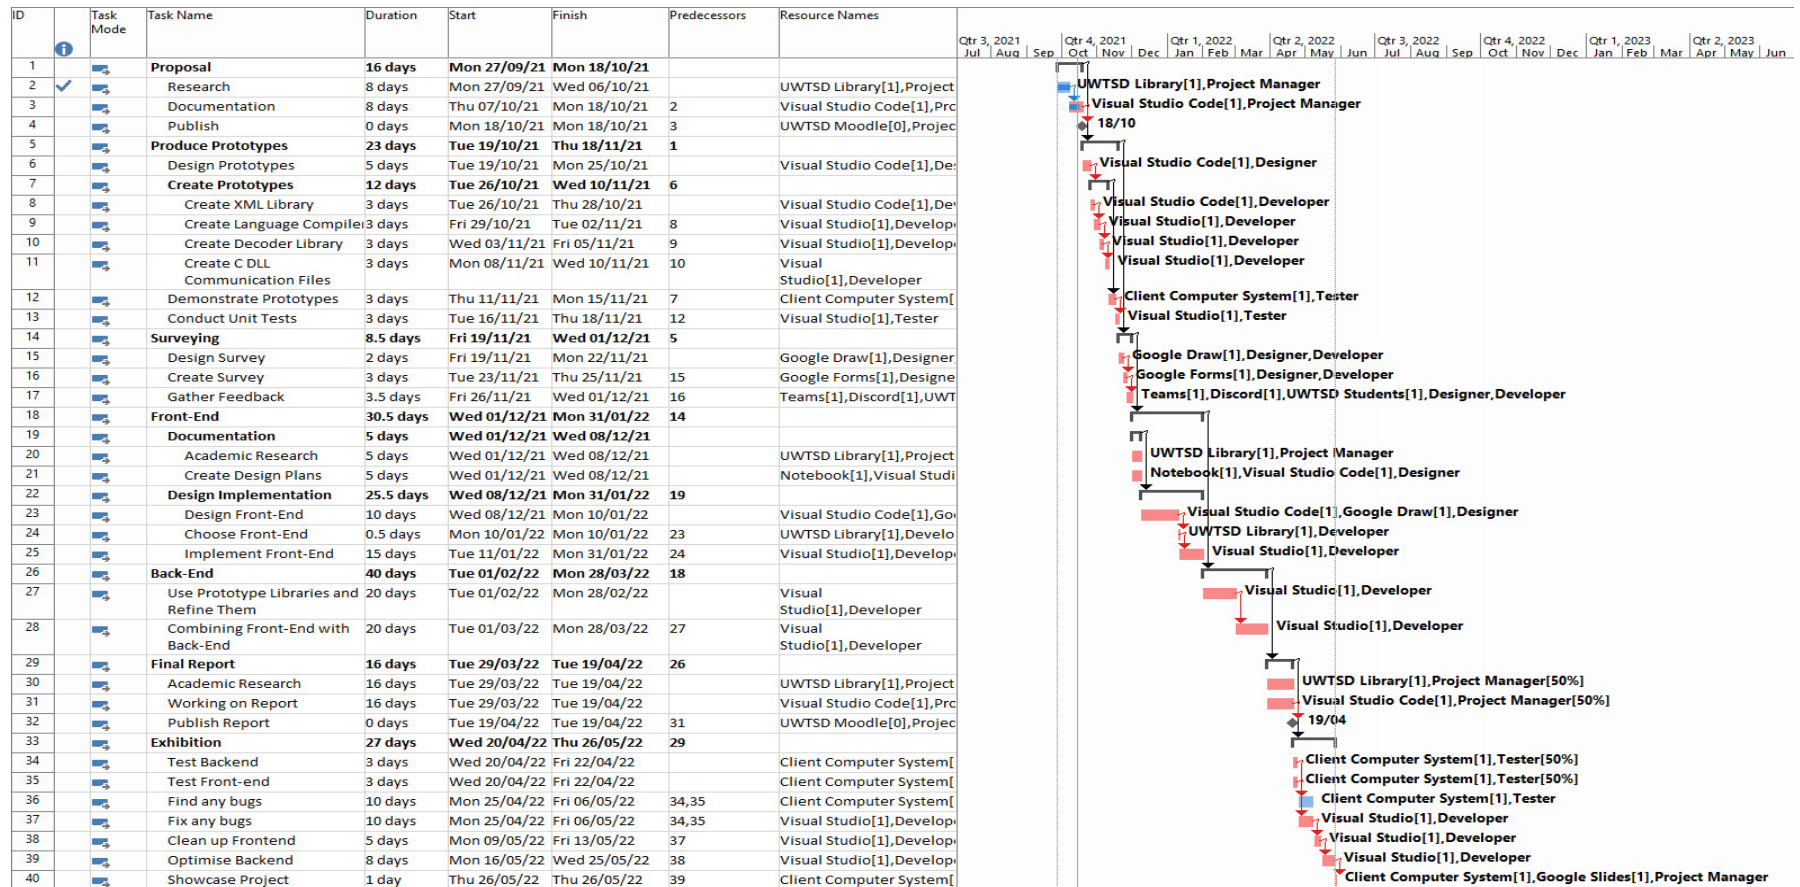 ID Task Mode Task Name Duration Start Finish Predecessors Resource Names
Qtr 3, 2021 Qtr 4, 2021 Qtr 1, 2022 Qtr 2, 2022 Qtr 3, 2022 Qtr 4, 2022 Qtr 1, 2023 Qtr 2, 2023
Jul Aug Sep Oct Nov Dec Jan Feb Mar Apr May Jun Jul Aug Sep Oct Nov Dec Jan Feb Mar Apr May Jun
1 Proposal 16 days Mon 27/09/21 Mon 18/10/21
2 Research 8 days Mon 27/09/21 Wed 06/10/21 UWTSD Library[1],Project UWTSD Library[1],Project Manager
3 Documentation 8 days Thu 07/10/21 Mon 18/10/21 2 Visual Studio Code[1],Prc Visual Studio Code[1],Project Manager
4 Publish 0 days Mon 18/10/21 Mon 18/10/21 3 UWTSD Moodle[0],Projec 18/10
5 Produce Prototypes 23 days Tue 19/10/21 Thu 18/11/21 1
6 Design Prototypes 5 days Tue 19/10/21 Mon 25/10/21 Visual Studio Code[1],De Visual Studio Code[1],Designer
7 Create Prototypes 12 days Tue 26/10/21 Wed 10/11/21 6
8 Create XML Library 3 days Tue 26/10/21 Thu 28/10/21 Visual Studio Code[1],Dev Visual Studio Code[1],Developer
9 Create Language Compiler 3 days Fri 29/10/21 Tue 02/11/21 8 Visual Studio[1],Develop Visual Studio[1],Developer
10 Create Decoder Library 3 days Wed 03/11/21 Fri 05/11/21 9 Visual Studio[1],Develop Visual Studio[1],Developer
11 Create C DLL 3 days Mon 08/11/21 Wed 10/11/21 10 Visual Visual Studio[1],Developer
Communication Files Studio[1],Developer
12 Demonstrate Prototypes 3 days Thu 11/11/21 Mon 15/11/21 7 Client Computer System[ Client Computer System[1],Tester
13 Conduct Unit Tests 3 days Tue 16/11/21 Thu 18/11/21 12 Visual Studio[1],Tester Visual Studio[1],Tester
14 Surveying 8.5 days Fri 19/11/21 Wed 01/12/21 5
15 Design Survey 2 days Fri 19/11/21 Mon 22/11/21 Google Draw[1],Designer Google Draw[1],Designer,Developer
16 Create Survey 3 days Tue 23/11/21 Thu 25/11/21 15 Google Forms[1],Designe Google Forms[1],Designer,Developer
17 Gather Feedback 3.5 days Fri 26/11/21 Wed 01/12/21 16 Teams[1],Discord[1],UWT Teams[1],Discord[1],UWTSD Students[1],Designer,Developer
18 Front-End 30.5 days Wed 01/12/21 Mon 31/01/22 14
19 Documentation 5 days Wed 01/12/21 Wed 08/12/21
20 Academic Research 5 days Wed 01/12/21 Wed 08/12/21 UWTSD Library[1],Project UWTSD Library[1],Project Manager
21 Create Design Plans 5 days Wed 01/12/21 Wed 08/12/21 Notebook[1],Visual Studi Notebook[1],Visual Studio Code[1],Designer
22 Design Implementation 25.5 days Wed 08/12/21 Mon 31/01/22 19
23 Design Front-End 10 days Wed 08/12/21 Mon 10/01/22 Visual Studio Code[1],Go Visual Studio Code[1],Google Draw[1],Designer
24 Choose Front-End 0.5 days Mon 10/01/22 Mon 10/01/22 23 UWTSD Library[1],Develo UWTSD Library[1],Developer
25 Implement Front-End 15 days Tue 11/01/22 Mon 31/01/22 24 Visual Studio[1],Develop Visual Studio[1],Developer
26 Back-End 40 days Tue 01/02/22 Mon 28/03/22 18
27 Use Prototype Libraries and 20 days Tue 01/02/22 Mon 28/02/22 Visual Visual Studio[1],Developer
Refine Them Studio[1],Developer
28 Combining Front-End with 20 days Tue 01/03/22 Mon 28/03/22 27 Visual Visual Studio[1],Developer
Back-End Studio[1],Developer
29 Final Report 16 days Tue 29/03/22 Tue 19/04/22 26
30 Academic Research 16 days Tue 29/03/22 Tue 19/04/22 UWTSD Library[1],Project UWTSD Library[1],Project Manager[50%]
31 Working on Report 16 days Tue 29/03/22 Tue 19/04/22 Visual Studio Code[1],Prc Visual Studio Code[1],Project Manager[50%]
32 Publish Report 0 days Tue 19/04/22 Tue 19/04/22 31 UWTSD Moodle[0],Projec 19/04
33 Exhibition 27 days Wed 20/04/22 Thu 26/05/22 29
34 Test Backend 3 days Wed 20/04/22 Fri 22/04/22 Client Computer System[ Client Computer System[1],Tester[50%]
35 Test Front-end 3 days Wed 20/04/22 Fri 22/04/22 Client Computer System[ Client Computer System[1],Tester[50%]
36 Find any bugs 10 days Mon 25/04/22 Fri 06/05/22 34,35 Client Computer System[ Client Computer System[1],Tester
37 Fix any bugs 10 days Mon 25/04/22 Fri 06/05/22 34,35 Visual Studio[1],Develop Visual Studio[1],Developer
38 Clean up Frontend 5 days Mon 09/05/22 Fri 13/05/22 37 Visual Studio[1],Develop Visual Studio[1],Developer
39 Optimise Backend 8 days Mon 16/05/22 Wed 25/05/22 38 Visual Studio[1],Develop Visual Studio[1],Developer
40 Showcase Project 1 day Thu 26/05/22 Thu 26/05/22 39 Client Computer System[ Client Computer System[1],Google Slides[1],Project Manager